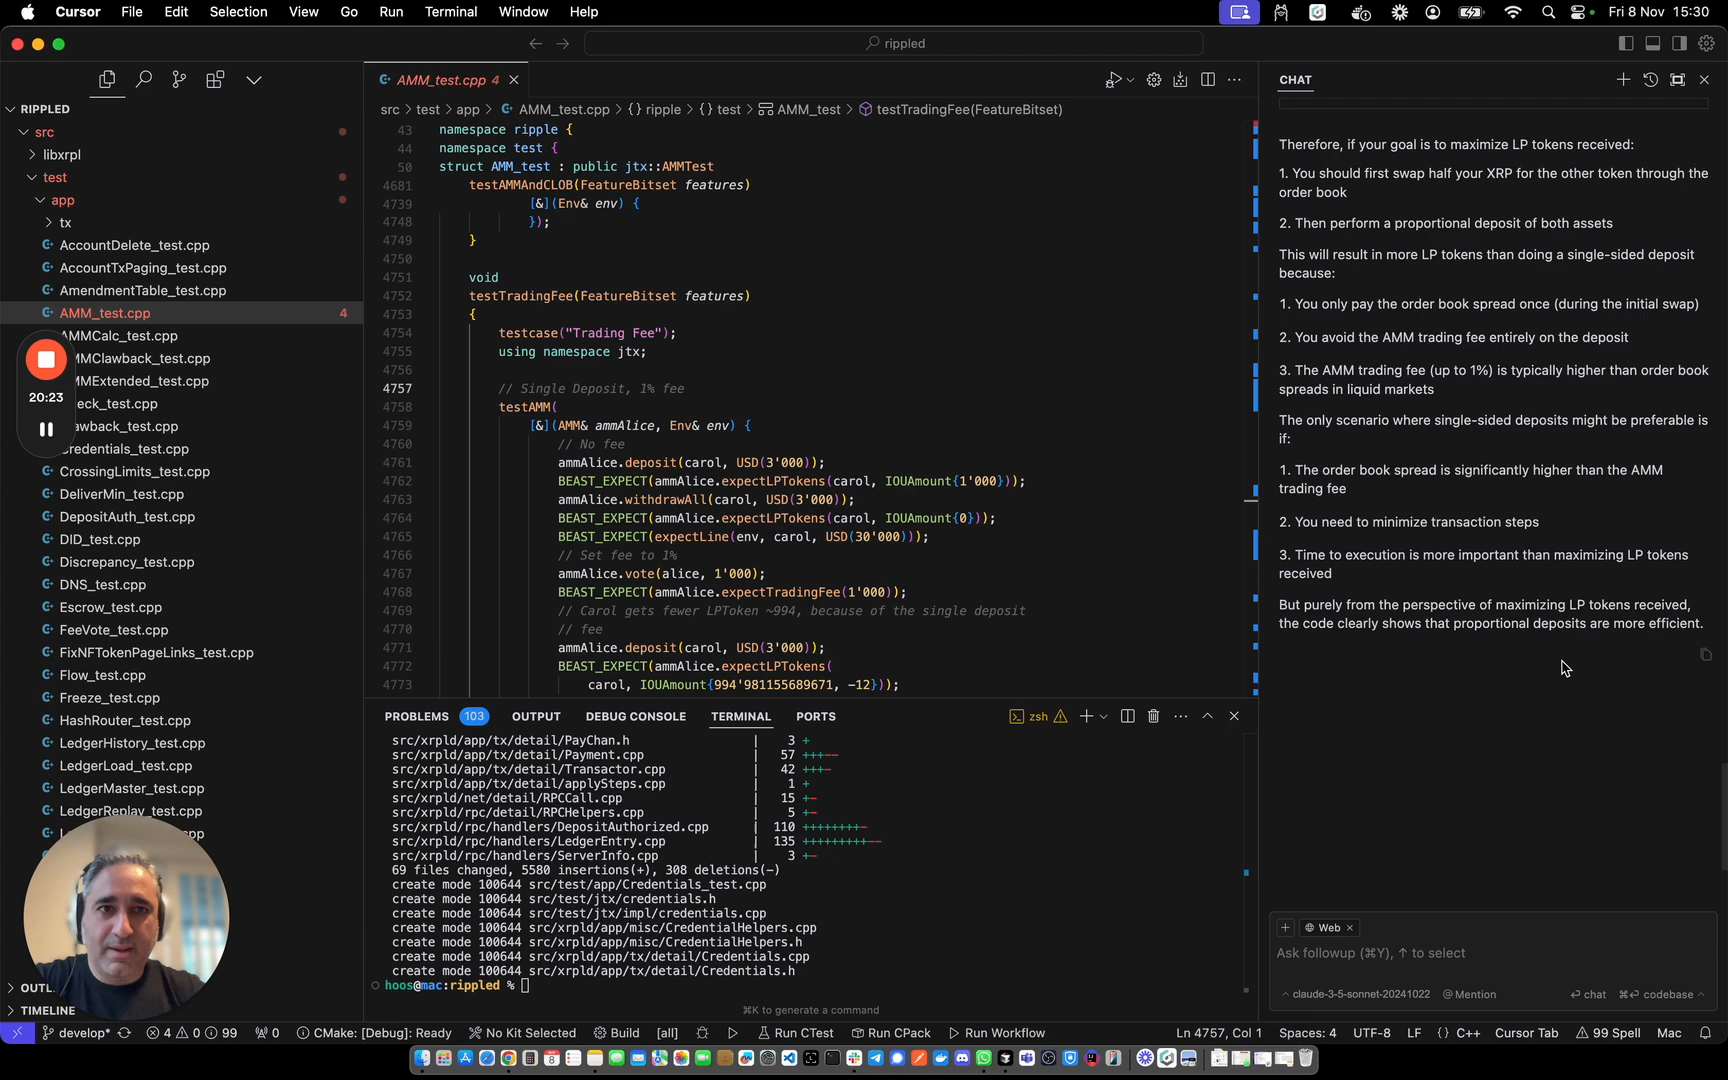 Cursor File Edit Selection View Go Run Terminal Window Help Fri 8 Nov 15:30
rippled
RIPPLED
src
libxrpl
test
app
tx
AccountDelete_test.cpp
AccountTxPaging_test.cpp
AmendmentTable_test.cpp
AMM_test.cpp 4
AMMCalc_test.cpp
MMClawback_test.cpp
MMExtended_test.cpp
eck_test.cpp
awback_test.cpp
redentials_test.cpp
CrossingLimits_test.cpp
DeliverMin_test.cpp
DepositAuth_test.cpp
DID_test.cpp
Discrepancy_test.cpp
DNS_test.cpp
Escrow_test.cpp
FeeVote_test.cpp
FixNFTokenPageLinks_test.cpp
Flow_test.cpp
Freeze_test.cpp
HashRouter_test.cpp
LedgerHistory_test.cpp
LedgerLoad_test.cpp
LedgerMaster_test.cpp
LedgerReplay_test.cpp
OUTL
TIMELINE
20:23
AMM_test.cpp 4
src > test > app > AMM_test.cpp > {} ripple > {} test > AMM_test > testTradingFee(FeatureBitset)
43 namespace ripple {
44 namespace test {
50 struct AMM_test : public jtx::AMMTest
4681 testAMMAndCLOB(FeatureBitset features)
4739 [&](Env& env) {
4748 });
4749 }
4750
4751 void
4752 testTradingFee(FeatureBitset features)
4753 {
4754 testcase("Trading Fee");
4755 using namespace jtx;
4756
4757 // Single Deposit, 1% fee
4758 testAMM(
4759 [&](AMM& ammAlice, Env& env) {
4760 // No fee
4761 ammAlice.deposit(carol, USD(3'000));
4762 BEAST_EXPECT(ammAlice.expectLPTokens(carol, IOUAmount{1'000}));
4763 ammAlice.withdrawAll(carol, USD(3'000));
4764 BEAST_EXPECT(ammAlice.expectLPTokens(carol, IOUAmount{0}));
4765 BEAST_EXPECT(expectLine(env, carol, USD(30'000)));
4766 // Set fee to 1%
4767 ammAlice.vote(alice, 1'000);
4768 BEAST_EXPECT(ammAlice.expectTradingFee(1'000));
4769 // Carol gets fewer LPToken ~994, because of the single deposit
4770 // fee
4771 ammAlice.deposit(carol, USD(3'000));
4772 BEAST_EXPECT(ammAlice.expectLPTokens(
4773 carol, IOUAmount{994'981155689671, -12}));
PROBLEMS 103 OUTPUT DEBUG CONSOLE TERMINAL PORTS zsh
src/xrpld/app/tx/detail/PayChan.h | 3 +
src/xrpld/app/tx/detail/Payment.cpp | 57 +++--
src/xrpld/app/tx/detail/Transactor.cpp | 42 +++-
src/xrpld/app/tx/detail/applySteps.cpp | 1 +
src/xrpld/net/detail/RPCCall.cpp | 15 +-
src/xrpld/rpc/detail/RPCHelpers.cpp | 5 +-
src/xrpld/rpc/handlers/DepositAuthorized.cpp | 110 ++++++++-
src/xrpld/rpc/handlers/LedgerEntry.cpp | 135 +++++++++--
src/xrpld/rpc/handlers/ServerInfo.cpp | 3 +-
69 files changed, 5580 insertions(+), 308 deletions(-)
create mode 100644 src/test/app/Credentials_test.cpp
create mode 100644 src/test/jtx/credentials.h
create mode 100644 src/test/jtx/impl/credentials.cpp
create mode 100644 src/xrpld/app/misc/CredentialHelpers.cpp
create mode 100644 src/xrpld/app/misc/CredentialHelpers.h
create mode 100644 src/xrpld/app/tx/detail/Credentials.cpp
create mode 100644 src/xrpld/app/tx/detail/Credentials.h
hoos@mac:rippled %
⌘K to generate a command
CHAT
Therefore, if your goal is to maximize LP tokens received:
1. You should first swap half your XRP for the other token through the
order book
2. Then perform a proportional deposit of both assets
This will result in more LP tokens than doing a single-sided deposit
because:
1. You only pay the order book spread once (during the initial swap)
2. You avoid the AMM trading fee entirely on the deposit
3. The AMM trading fee (up to 1%) is typically higher than order book
spreads in liquid markets
The only scenario where single-sided deposits might be preferable is
if:
1. The order book spread is significantly higher than the AMM
trading fee
2. You need to minimize transaction steps
3. Time to execution is more important than maximizing LP tokens
received
But purely from the perspective of maximizing LP tokens received,
the code clearly shows that proportional deposits are more efficient.
Web
Ask followup (⌘Y), ↑ to select
claude-3-5-sonnet-20241022 @ Mention chat codebase
develop* 4 99 0 CMake: [Debug]: Ready No Kit Selected Build [all] Run CTest Run CPack Run Workflow Ln 4757, Col 1 Spaces: 4 UTF-8 LF {} C++ Cursor Tab 99 Spell Mac